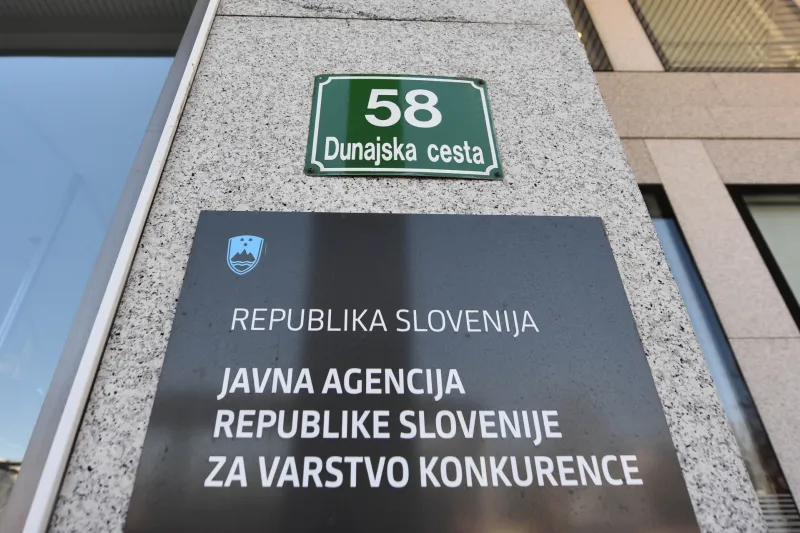 58
Dunajska cesta
REPUBLIKA SLOVENIJA
JAVNA AGENCIJA
REPUBLIKE SLOVENIJE
ZA VARSTVO KONKURENCE